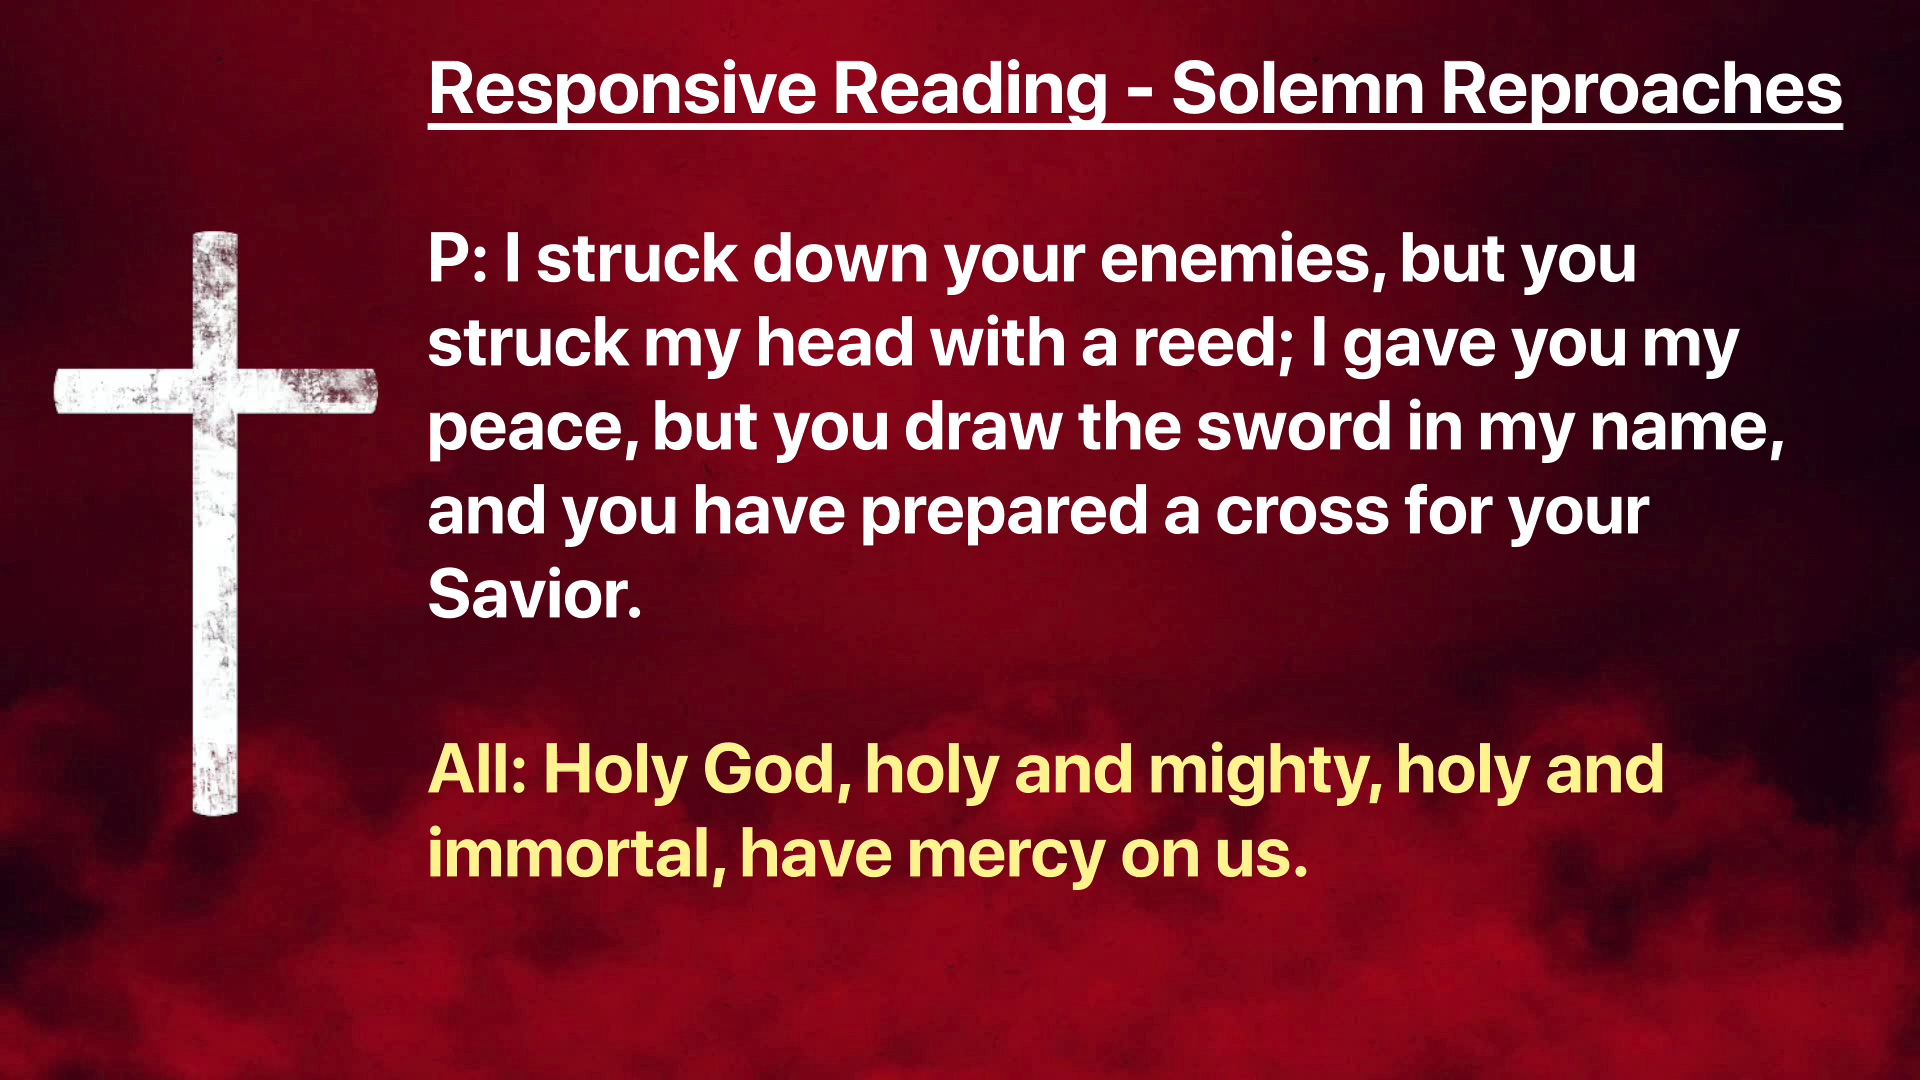 Responsive Reading - Solemn Reproaches
P: I struck down your enemies, but you
struck my head with a reed; I gave you my
peace, but you draw the sword in my name,
and you have prepared a cross for your
Savior.
All: Holy God, holy and mighty, holy and
immortal, have mercy on us.